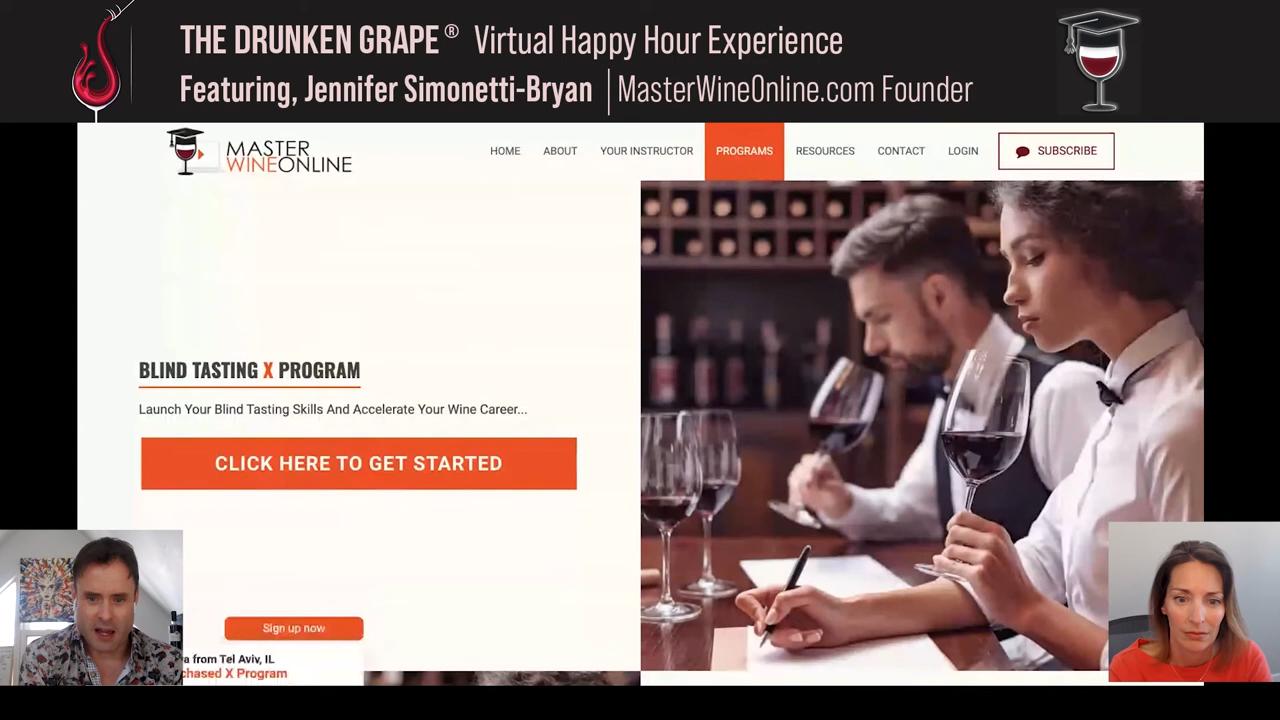 THE DRUNKEN GRAPE® Virtual Happy Hour Experience
Featuring, Jennifer Simonetti-Bryan | MasterWineOnline.com Founder
MASTER
WINEONLINE
HOME ABOUT YOUR INSTRUCTOR PROGRAMS RESOURCES CONTACT LOGIN SUBSCRIBE
BLIND TASTING X PROGRAM
Launch Your Blind Tasting Skills And Accelerate Your Wine Career...
CLICK HERE TO GET STARTED
Sign up now
from Tel Aviv, IL
X Program